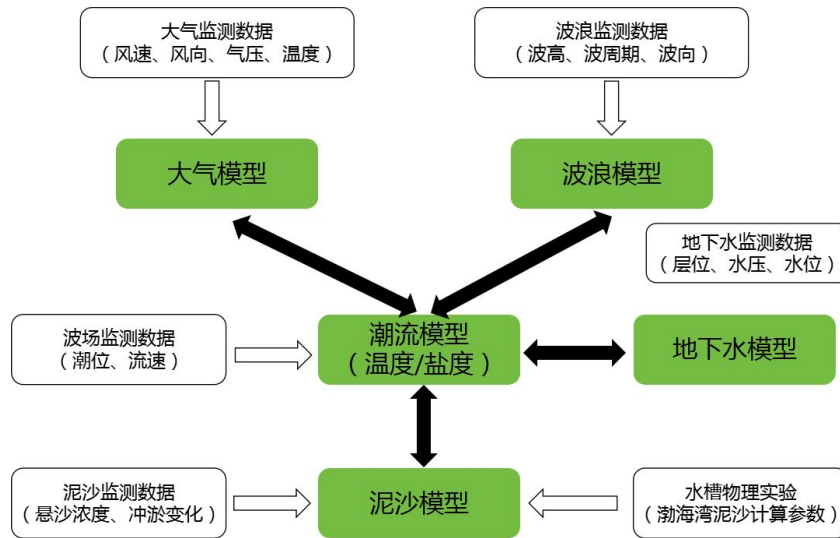 大气监测数据
（风速、风向、气压、温度）
波浪监测数据
（波高、波周期、波向）
大气模型
波浪模型
地下水监测数据
（层位、水压、水位）
波场监测数据
（潮位、流速）
潮流模型
（温度/盐度）
地下水模型
泥沙监测数据
（悬沙浓度、冲淤变化）
泥沙模型
水槽物理实验
（渤海湾泥沙计算参数）